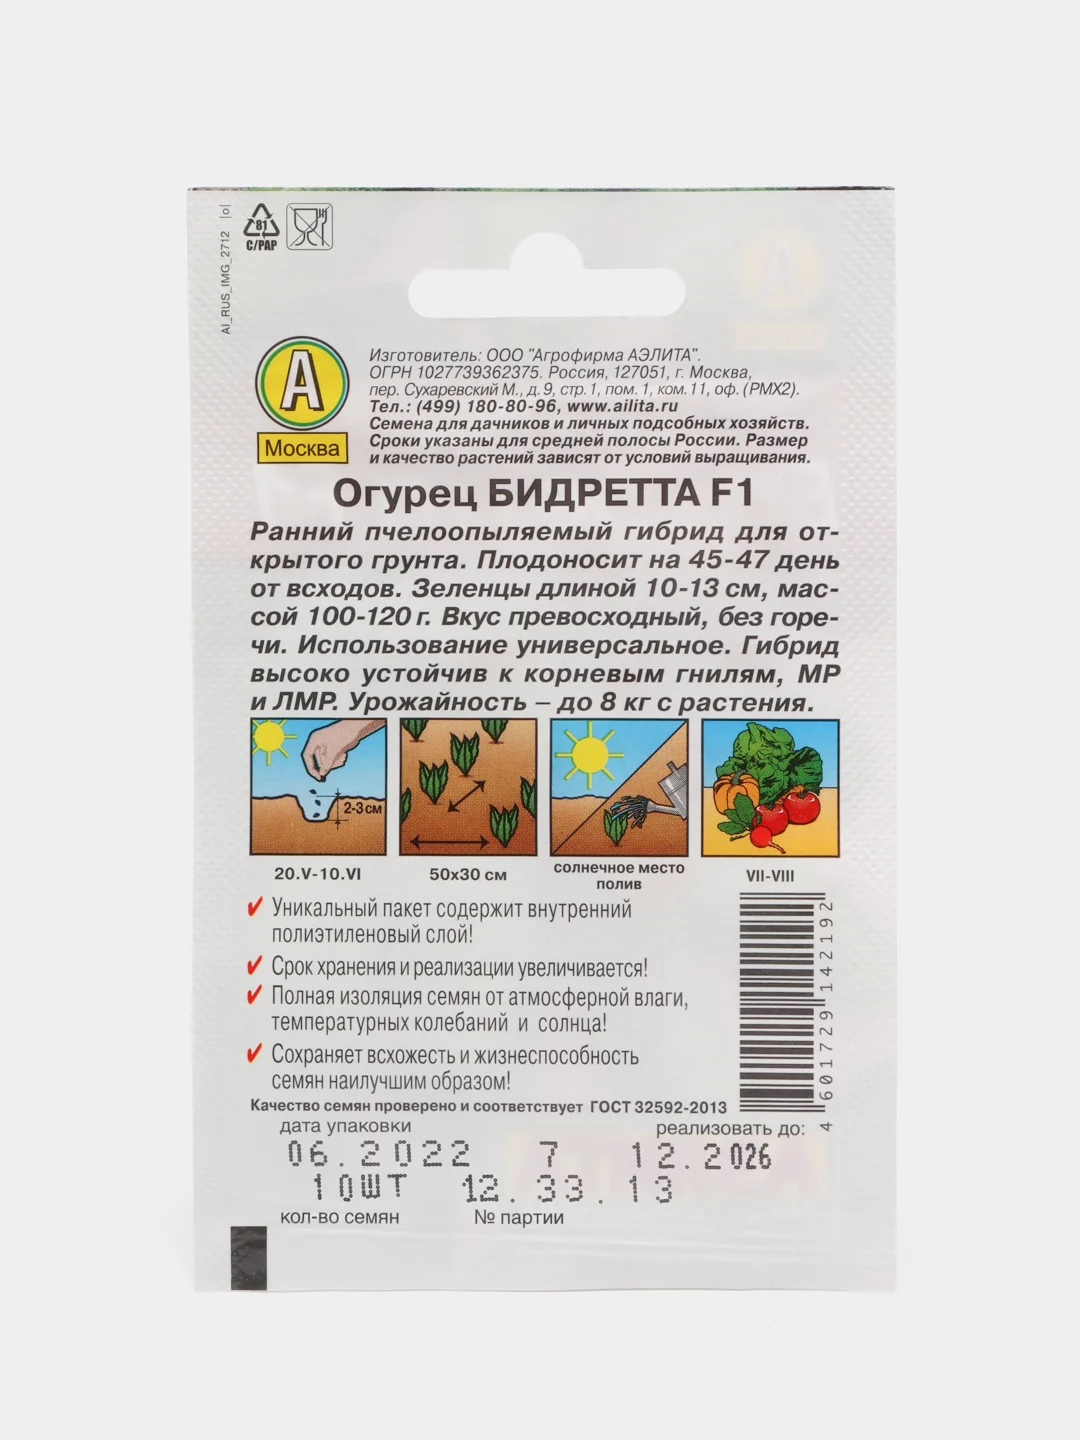 AI_RUS_IMG_2712 |o|
81
C/PAP
A
Москва
Изготовитель: ООО "Агрофирма АЭЛИТА".
ОГРН 1027739362375. Россия, 127051, г. Москва,
пер. Сухаревский М., д. 9, стр. 1, пом. 1, ком. 11, оф. (РМХ2).
Тел.: (499) 180-80-96, www.ailita.ru
Семена для дачников и личных подсобных хозяйств.
Сроки указаны для средней полосы России. Размер
и качество растений зависят от условий выращивания.
Огурец БИДРЕТТА F1
Ранний пчелоопыляемый гибрид для от-
крытого грунта. Плодоносит на 45-47 день
от всходов. Зеленцы длиной 10-13 см, мас-
сой 100-120 г. Вкус превосходный, без горе-
чи. Использование универсальное. Гибрид
высоко устойчив к корневым гнилям, МР
и ЛМР. Урожайность – до 8 кг с растения.
2-3 см
20.V-10.VI
50x30 см
солнечное место
полив
VII-VIII
Уникальный пакет содержит внутренний
полиэтиленовый слой!
Срок хранения и реализации увеличивается!
Полная изоляция семян от атмосферной влаги,
температурных колебаний и солнца!
Сохраняет всхожесть и жизнеспособность
семян наилучшим образом!
4 601729 142192
Качество семян проверено и соответствует ГОСТ 32592-2013
дата упаковки реализовать до:
06.2022 7 12.2026
10ШТ 12.33.13
кол-во семян № партии